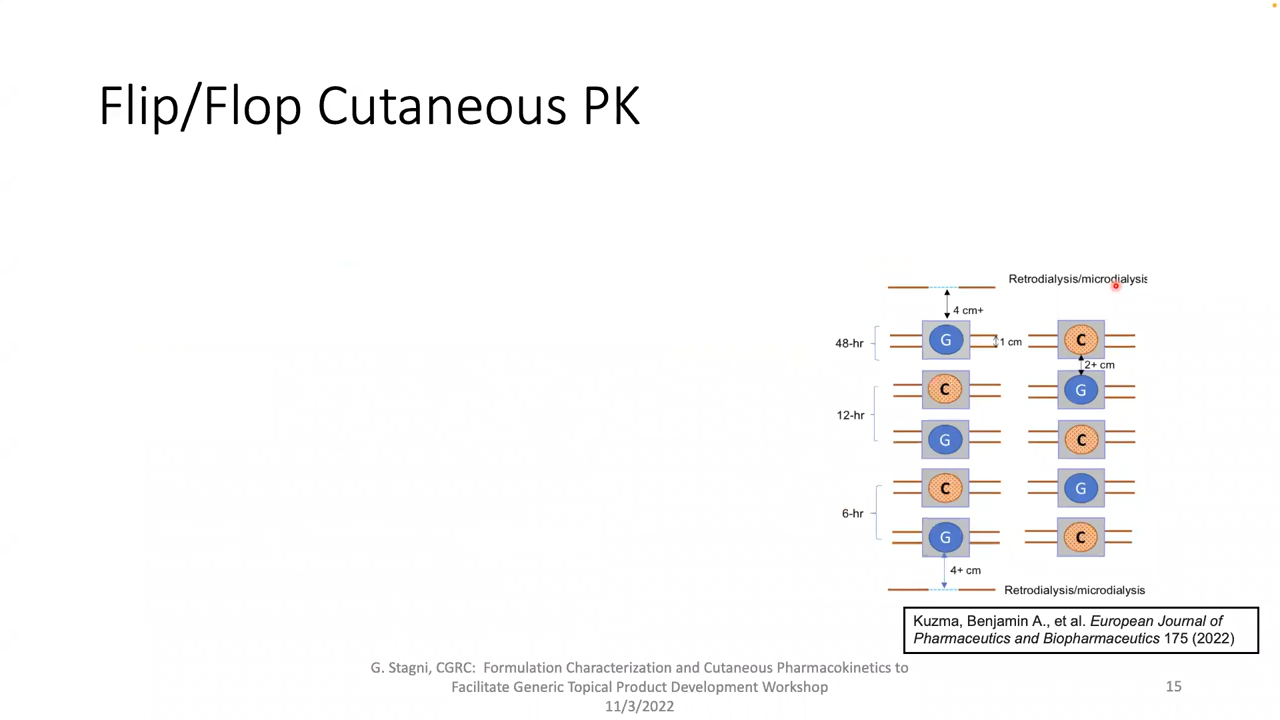 Flip/Flop Cutaneous PK
Retrodialysis/microdialysis
4 cm+
48-hr
G
1 cm
C
2+ cm
C
G
12-hr
G
C
C
G
6-hr
G
C
4+ cm
Retrodialysis/microdialysis
Kuzma, Benjamin A., et al. European Journal of
Pharmaceutics and Biopharmaceutics 175 (2022)
G. Stagni, CGRC: Formulation Characterization and Cutaneous Pharmacokinetics to
Facilitate Generic Topical Product Development Workshop
11/3/2022
15